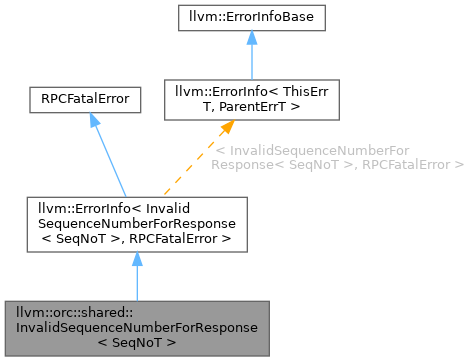 llvm::ErrorInfoBase
RPCFatalError
llvm::ErrorInfo< ThisErr
T, ParentErrT >
< InvalidSequenceNumberFor
Response< SeqNoT >, RPCFatalError >
llvm::ErrorInfo< Invalid
SequenceNumberForResponse
< SeqNoT >, RPCFatalError >
llvm::orc::shared::
InvalidSequenceNumberForResponse
< SeqNoT >